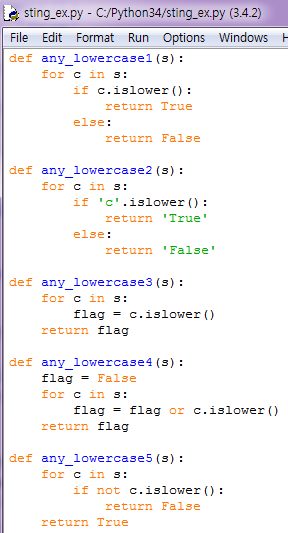 sting_ex.py - C:/Python34/sting_ex.py (3.4.2)
File Edit Format Run Options Windows H
def any_lowercase1(s):
    for c in s:
        if c.islower():
            return True
        else:
            return False
def any_lowercase2(s):
    for c in s:
        if 'c'.islower():
            return 'True'
        else:
            return 'False'
def any_lowercase3(s):
    for c in s:
        flag = c.islower()
    return flag
def any_lowercase4(s):
    flag = False
    for c in s:
        flag = flag or c.islower()
    return flag
def any_lowercase5(s):
    for c in s:
        if not c.islower():
            return False
    return True